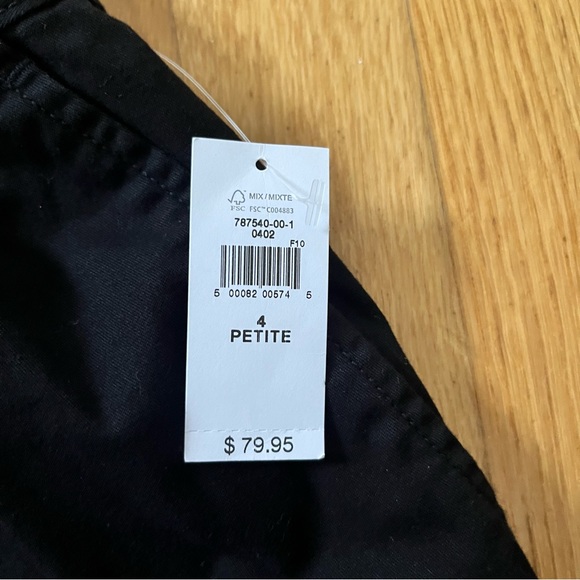 MIX / MIXTE
FSC FSC™ C004883
787540-00-1
0402
F10
5 00082 00574 5
4
PETITE
$ 79.95